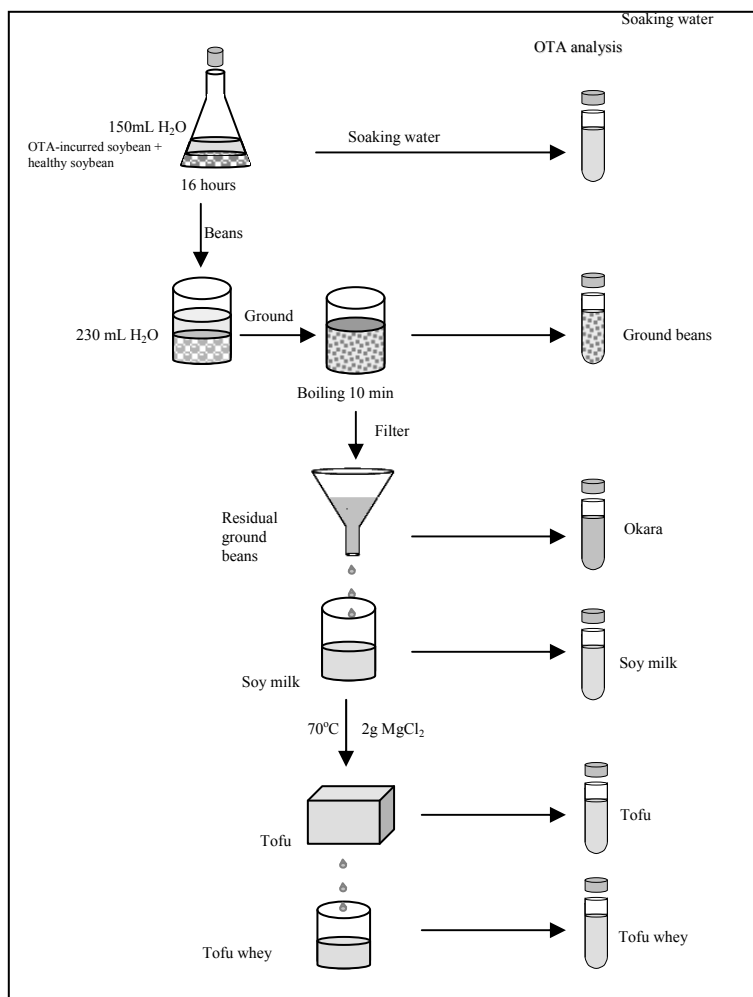 Soaking water
OTA analysis
150mL H₂O
OTA-incurred soybean +
healthy soybean
Soaking water
16 hours
Beans
230 mL H₂O
Ground
Ground beans
Boiling 10 min
Filter
Residual
ground
beans
Okara
Soy milk
Soy milk
70°C
2g MgCl₂
Tofu
Tofu
Tofu whey
Tofu whey